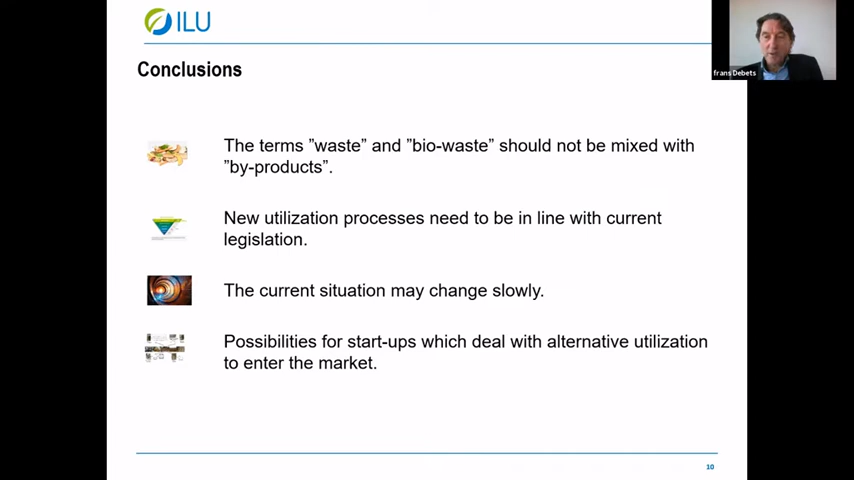 ILU
frans Debets
Conclusions
The terms ”waste” and ”bio-waste” should not be mixed with
”by-products”.
New utilization processes need to be in line with current
legislation.
The current situation may change slowly.
Possibilities for start-ups which deal with alternative utilization
to enter the market.
10